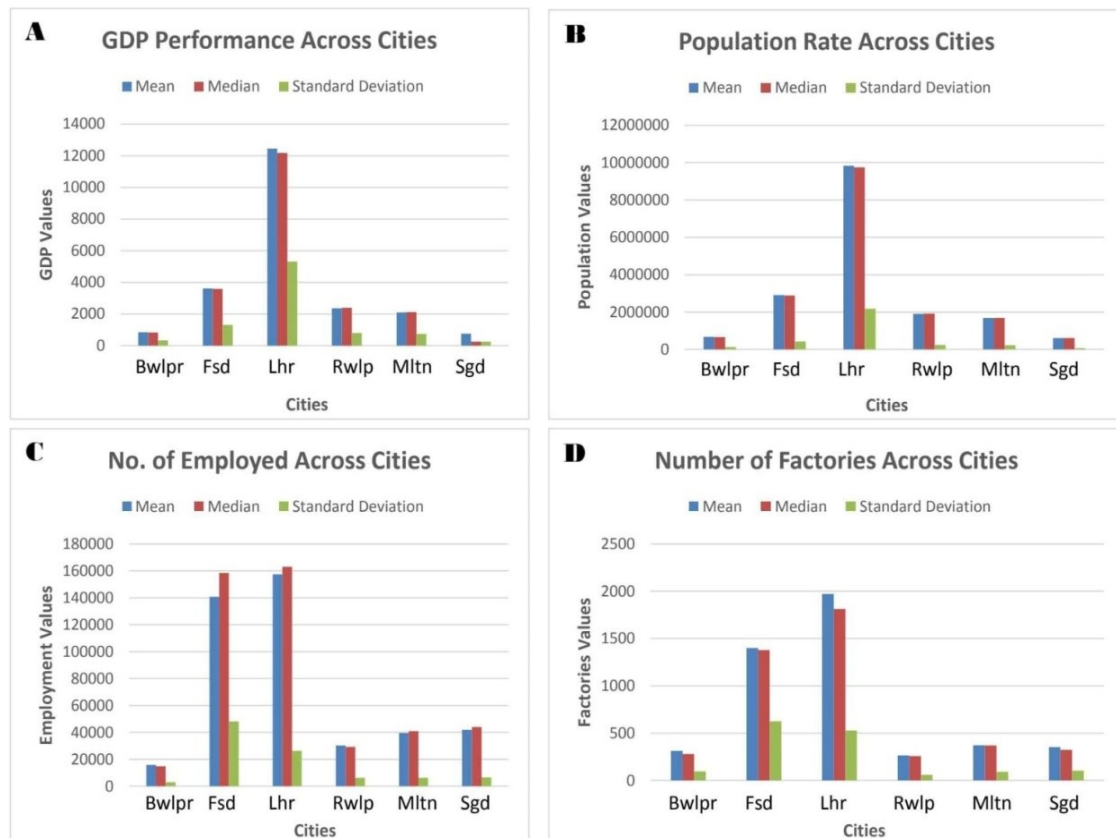 A
GDP Performance Across Cities
Mean Median Standard Deviation
GDP Values
14000
12000
10000
8000
6000
4000
2000
0
Bwlpr Fsd Lhr Rwlp Mltn Sgd
Cities
B
Population Rate Across Cities
Mean Median Standard Deviation
Population Values
12000000
10000000
8000000
6000000
4000000
2000000
0
Bwlpr Fsd Lhr Rwlp Mltn Sgd
Cities
C
No. of Employed Across Cities
Mean Median Standard Deviation
Employment Values
180000
160000
140000
120000
100000
80000
60000
40000
20000
0
Bwlpr Fsd Lhr Rwlp Mltn Sgd
Cities
D
Number of Factories Across Cities
Mean Median Standard Deviation
Factories Values
2500
2000
1500
1000
500
0
Bwlpr Fsd Lhr Rwlp Mltn Sgd
Cities